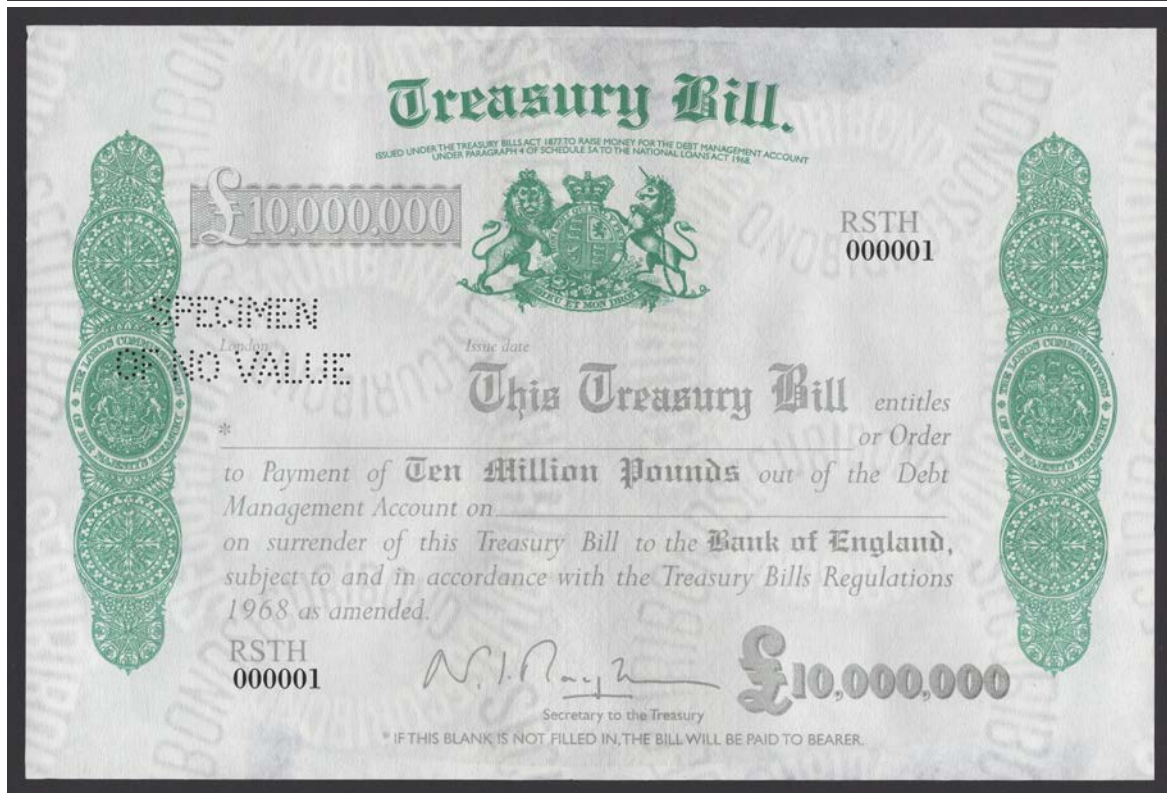 Treasury Bill.
ISSUED UNDER THE TREASURY BILLS ACT 1877 TO RAISE MONEY FOR THE DEBT MANAGEMENT ACCOUNT
UNDER PARAGRAPH 4 OF SCHEDULE 5A TO THE NATIONAL LOANS ACT 1968.
£10,000,000
RSTH
000001
DIEU ET MON DROIT
SPECIMEN
OF NO VALUE
London
Issue date
This Treasury Bill entitles
* or Order
to Payment of Ten Million Pounds out of the Debt
Management Account on
on surrender of this Treasury Bill to the Bank of England,
subject to and in accordance with the Treasury Bills Regulations
1968 as amended.
RSTH
000001
£10,000,000
Secretary to the Treasury
* IF THIS BLANK IS NOT FILLED IN, THE BILL WILL BE PAID TO BEARER.